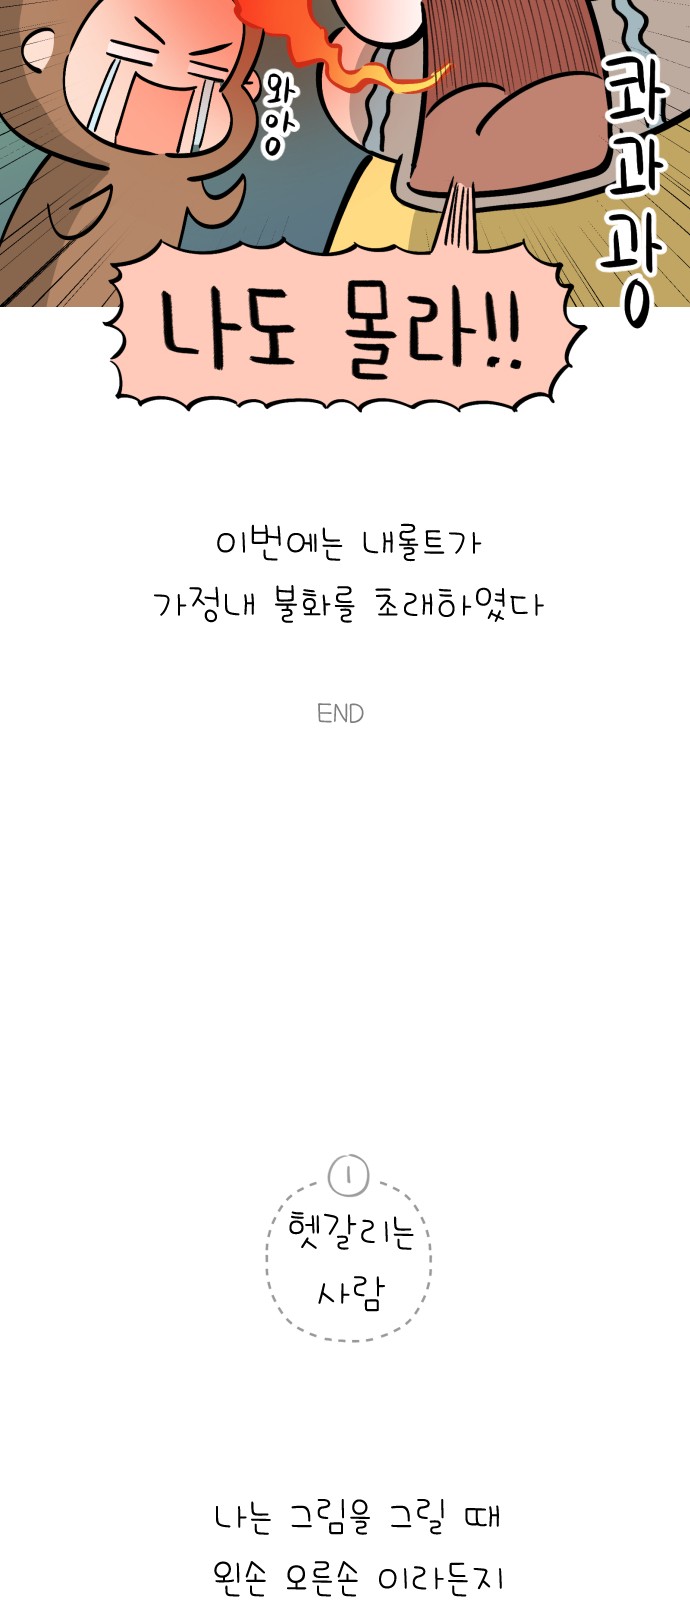 와앙
콰과광
나도 몰라!!
이번에는 내롤트가
가정내 불화를 초래하였다
END
1
헷갈리는
사람
나는 그림을 그릴 때
왼손 오른손 이라든지